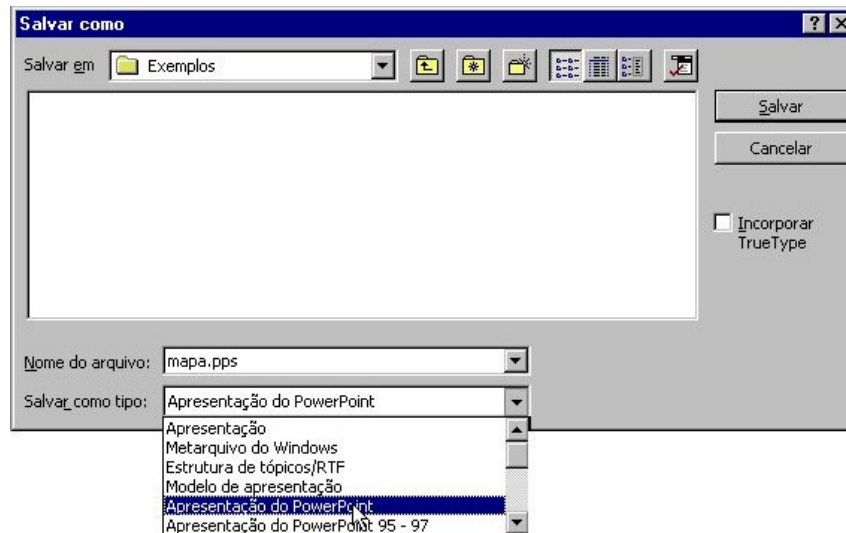 Salvar como
Salvar em Exemplos
Salvar
Cancelar
Incorporar
TrueType
Nome do arquivo: mapa.pps
Salvar como tipo: Apresentação do PowerPoint
Apresentação
Metarquivo do Windows
Estrutura de tópicos/RTF
Modelo de apresentação
Apresentação do PowerPoint
Apresentação do PowerPoint 95 - 97